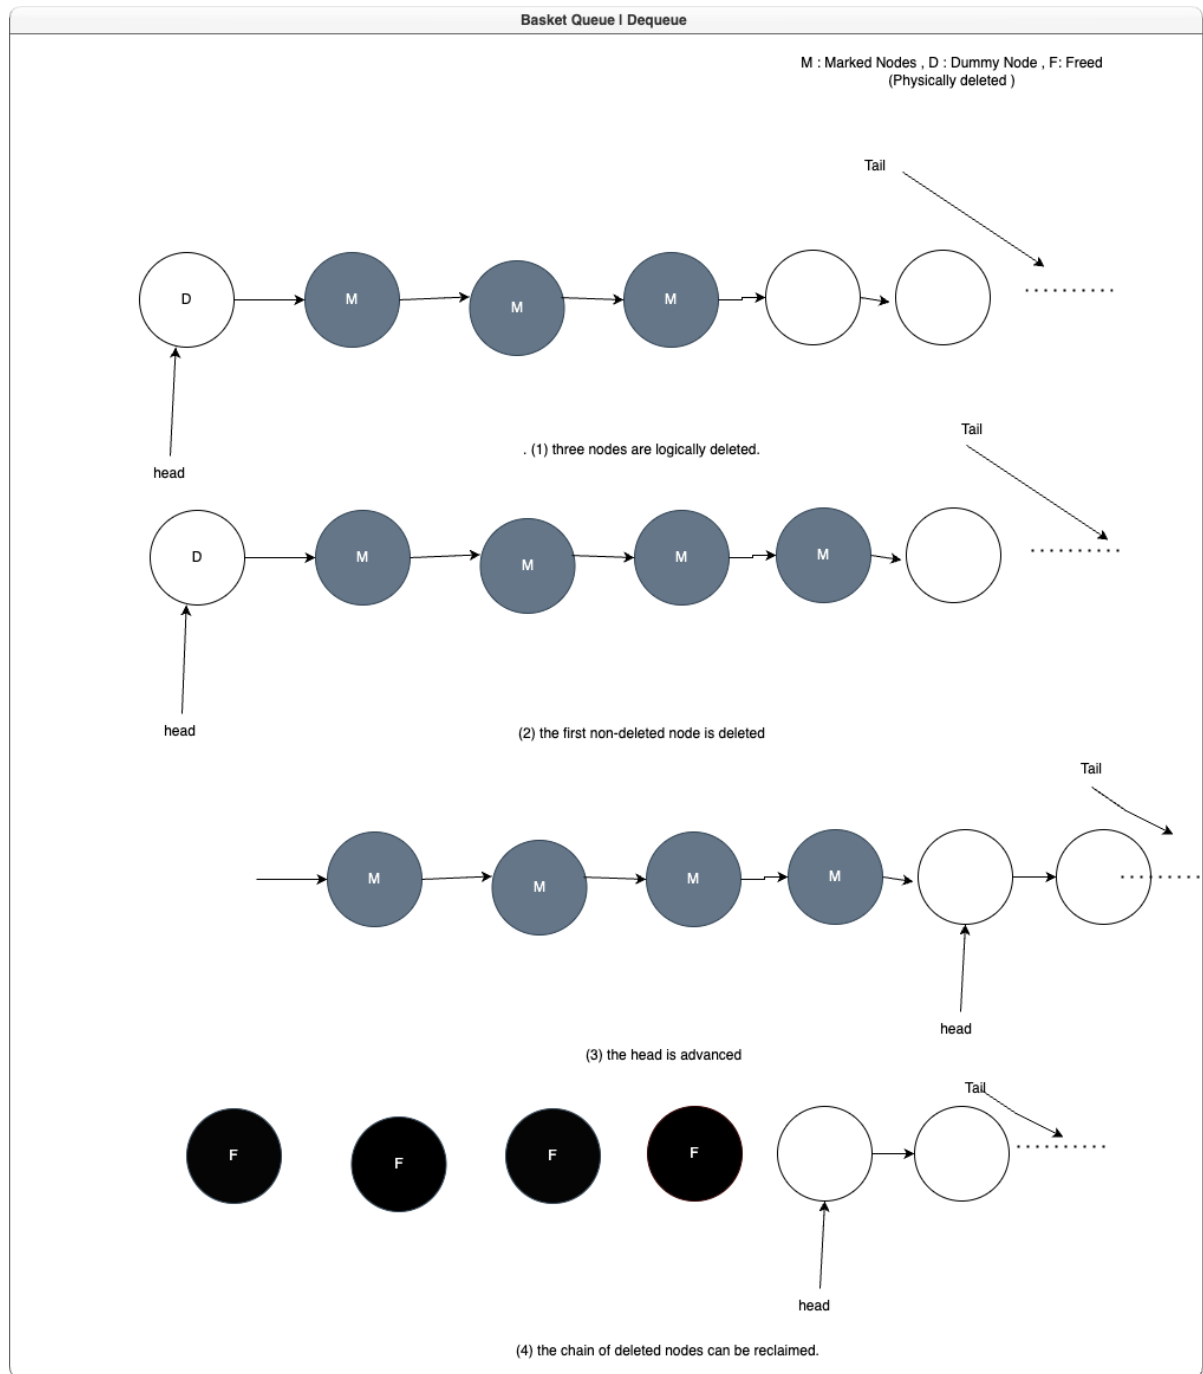 Basket Queue | Dequeue
M : Marked Nodes , D : Dummy Node , F: Freed
(Physically deleted )
Tail
D
M
M
M
head
. (1) three nodes are logically deleted.
Tail
D
M
M
M
M
head
(2) the first non-deleted node is deleted
Tail
M
M
M
M
head
(3) the head is advanced
Tail
F
F
F
F
head
(4) the chain of deleted nodes can be reclaimed.